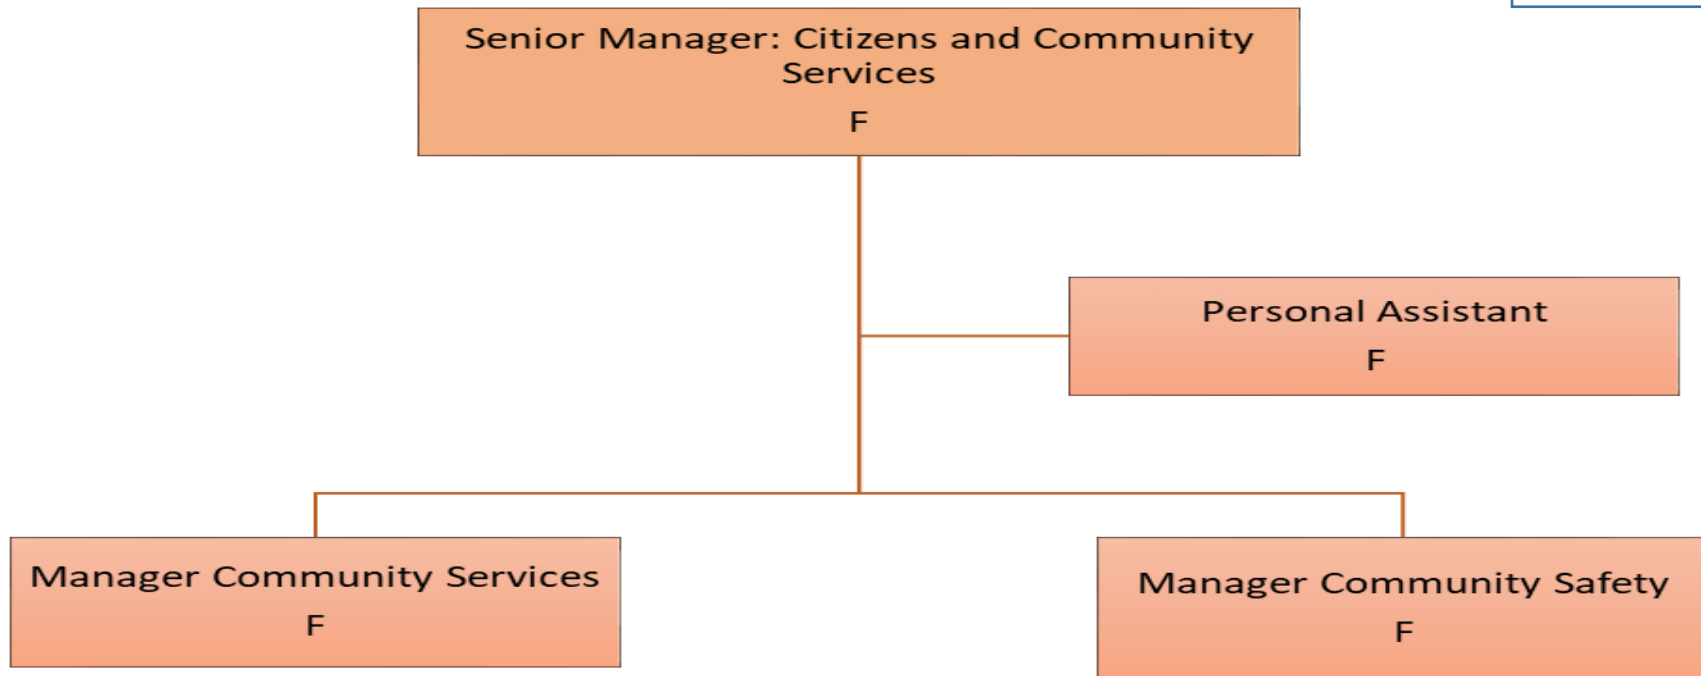 Senior Manager: Citizens and Community
Services
F
Personal Assistant
F
Manager Community Services
F
Manager Community Safety
F